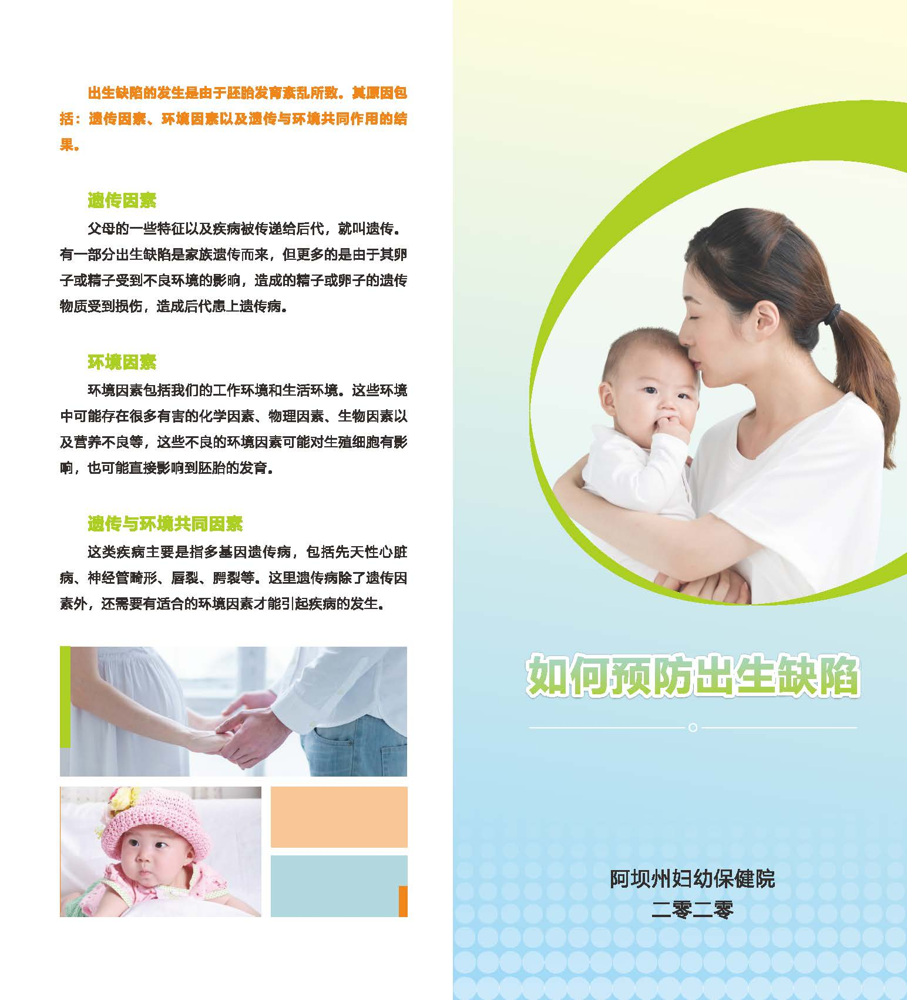 出生缺陷的发生是由于胚胎发育紊乱所致。其原因包
括：遗传因素、环境因素以及遗传与环境共同作用的结
果。
遗传因素
父母的一些特征以及疾病被传递给后代，就叫遗传。
有一部分出生缺陷是家族遗传而来，但更多的是由于其卵
子或精子受到不良环境的影响，造成的精子或卵子的遗传
物质受到损伤，造成后代患上遗传病。
环境因素
环境因素包括我们的工作环境和生活环境。这些环境
中可能存在很多有害的化学因素、物理因素、生物因素以
及营养不良等，这些不良的环境因素可能对生殖细胞有影
响，也可能直接影响到胚胎的发育。
遗传与环境共同因素
这类疾病主要是指多基因遗传病，包括先天性心脏
病、神经管畸形、唇裂、腭裂等。这里遗传病除了遗传因
素外，还需要有适合的环境因素才能引起疾病的发生。
如何预防出生缺陷
阿坝州妇幼保健院
二零二零